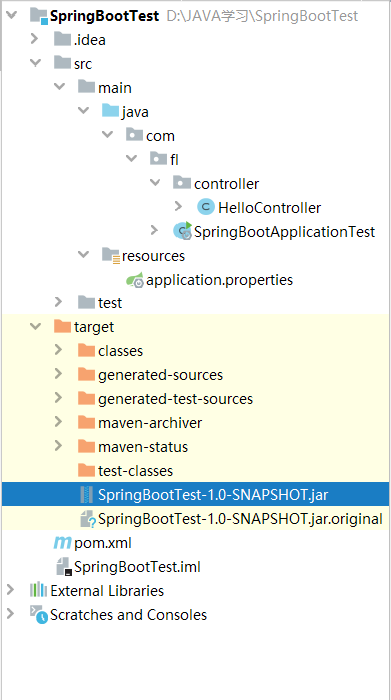 SpringBootTest D:\JAVA学习\SpringBootTest
.idea
src
main
java
com
fl
controller
HelloController
SpringBootApplicationTest
resources
application.properties
test
target
classes
generated-sources
generated-test-sources
maven-archiver
maven-status
test-classes
SpringBootTest-1.0-SNAPSHOT.jar
SpringBootTest-1.0-SNAPSHOT.jar.original
pom.xml
SpringBootTest.iml
External Libraries
Scratches and Consoles